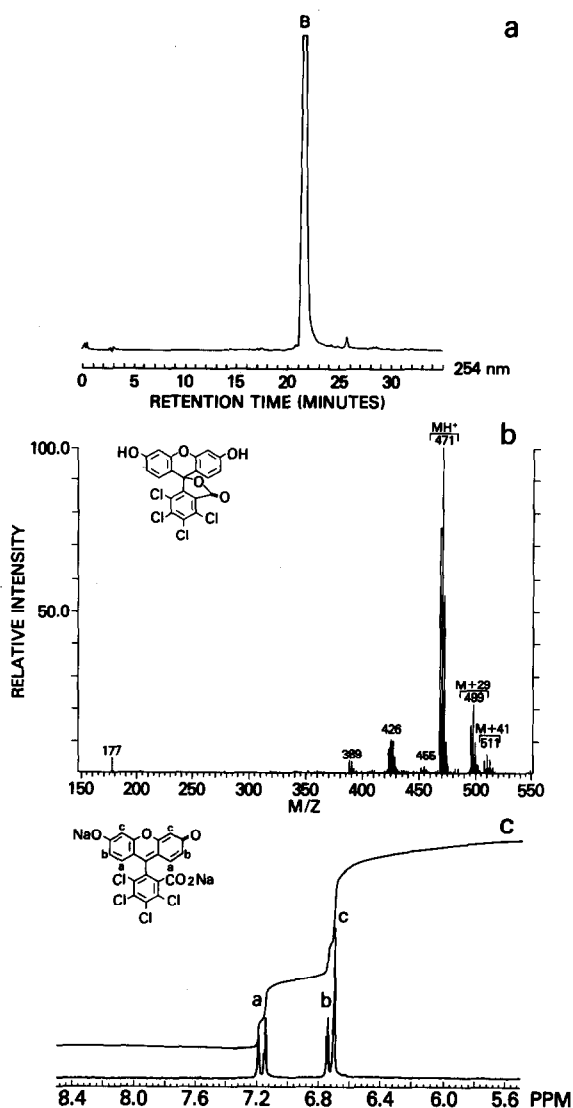 B
a
254 nm
0 5 10 15 20 25 30
RETENTION TIME (MINUTES)
b
MH+
471
100.0
50.0
RELATIVE INTENSITY
HO O OH
O
O
Cl
Cl Cl
Cl
M+29
499
M+41
511
177
389
426
455
150 200 250 300 350 400 450 500 550
M/Z
C
NaO O O
c c
b b
a a
Cl CO2Na
Cl Cl
Cl
c
a
b
8.4 8.0 7.6 7.2 6.8 6.4 6.0 5.6 PPM